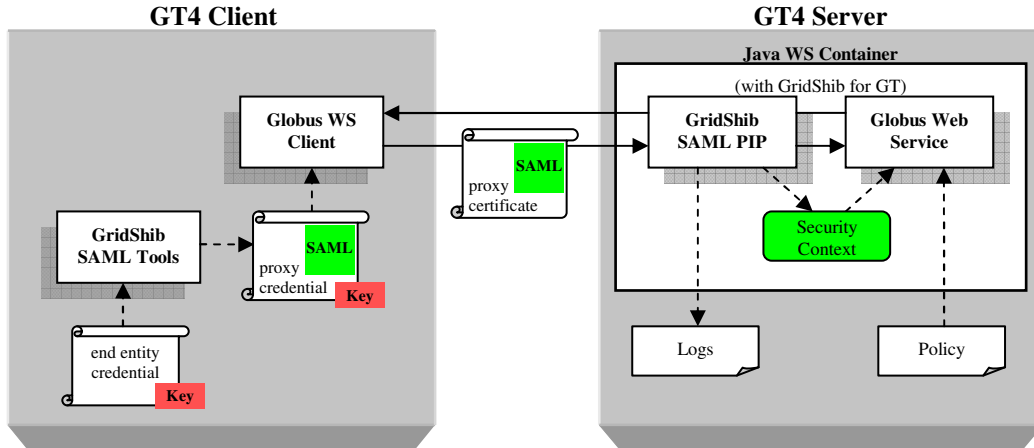 GT4 Client
GT4 Server
Java WS Container
(with GridShib for GT)
Globus WS
Client
GridShib
SAML PIP
Globus Web
Service
SAML
proxy
certificate
GridShib
SAML Tools
SAML
proxy
credential
Key
Security
Context
end entity
credential
Key
Logs
Policy